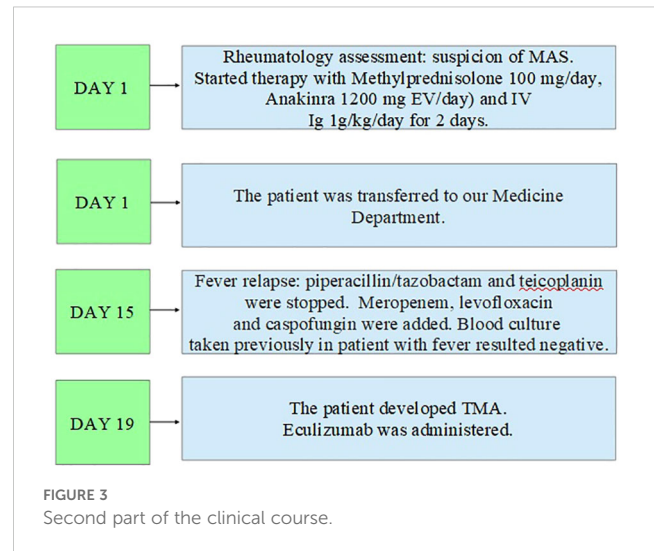 DAY 1
Rheumatology assessment: suspicion of MAS.
Started therapy with Methylprednisolone 100 mg/day,
Anakinra 1200 mg EV/day) and IV
Ig 1g/kg/day for 2 days.
DAY 1
The patient was transferred to our Medicine
Department.
DAY 15
Fever relapse: piperacillin/tazobactam and teicoplanin
were stopped. Meropenem, levofloxacin
and caspofungin were added. Blood culture
taken previously in patient with fever resulted negative.
DAY 19
The patient developed TMA.
Eculizumab was administered.
FIGURE 3
Second part of the clinical course.